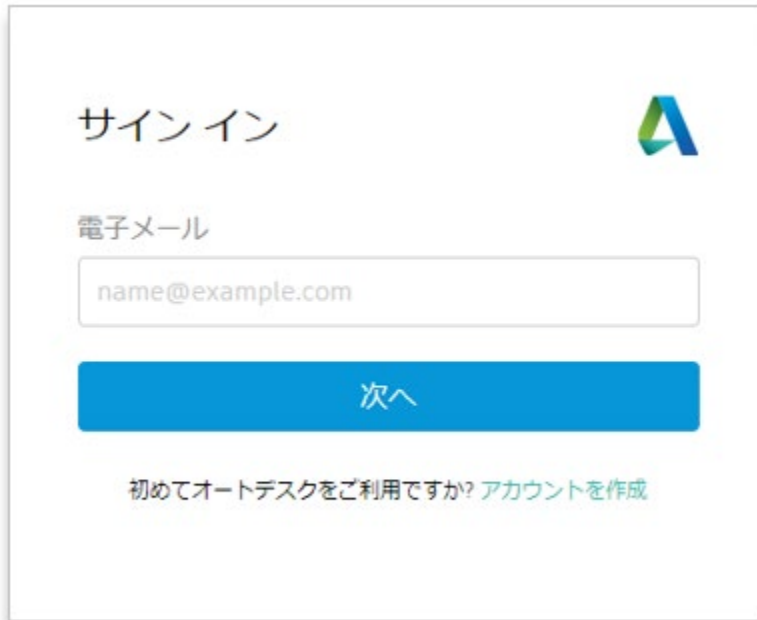 サイン イン
電子メール
name@example.com
次へ
初めてオートデスクをご利用ですか? アカウントを作成